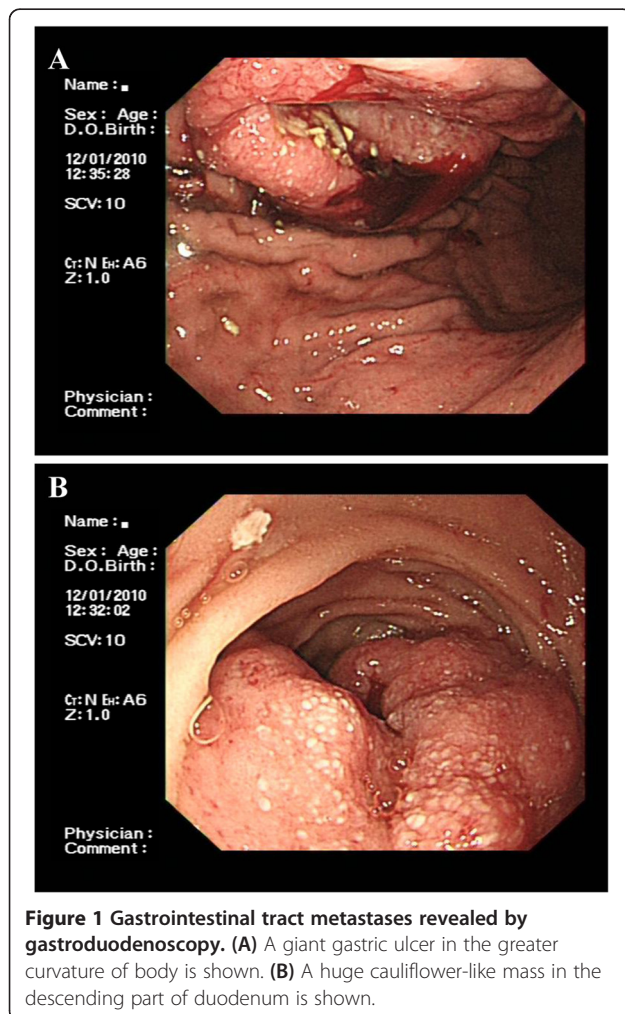 A
Name:
Sex: Age:
D.O.Birth:
12/01/2010
12:35:28
SCV:10
CT:N EH:A6
Z:1.0
Physician:
Comment:
B
Name:
Sex: Age:
D.O.Birth:
12/01/2010
12:32:02
SCV:10
CT:N EH:A6
Z:1.0
Physician:
Comment:
Figure 1 Gastrointestinal tract metastases revealed by
gastroduodenoscopy. (A) A giant gastric ulcer in the greater
curvature of body is shown. (B) A huge cauliflower-like mass in the
descending part of duodenum is shown.